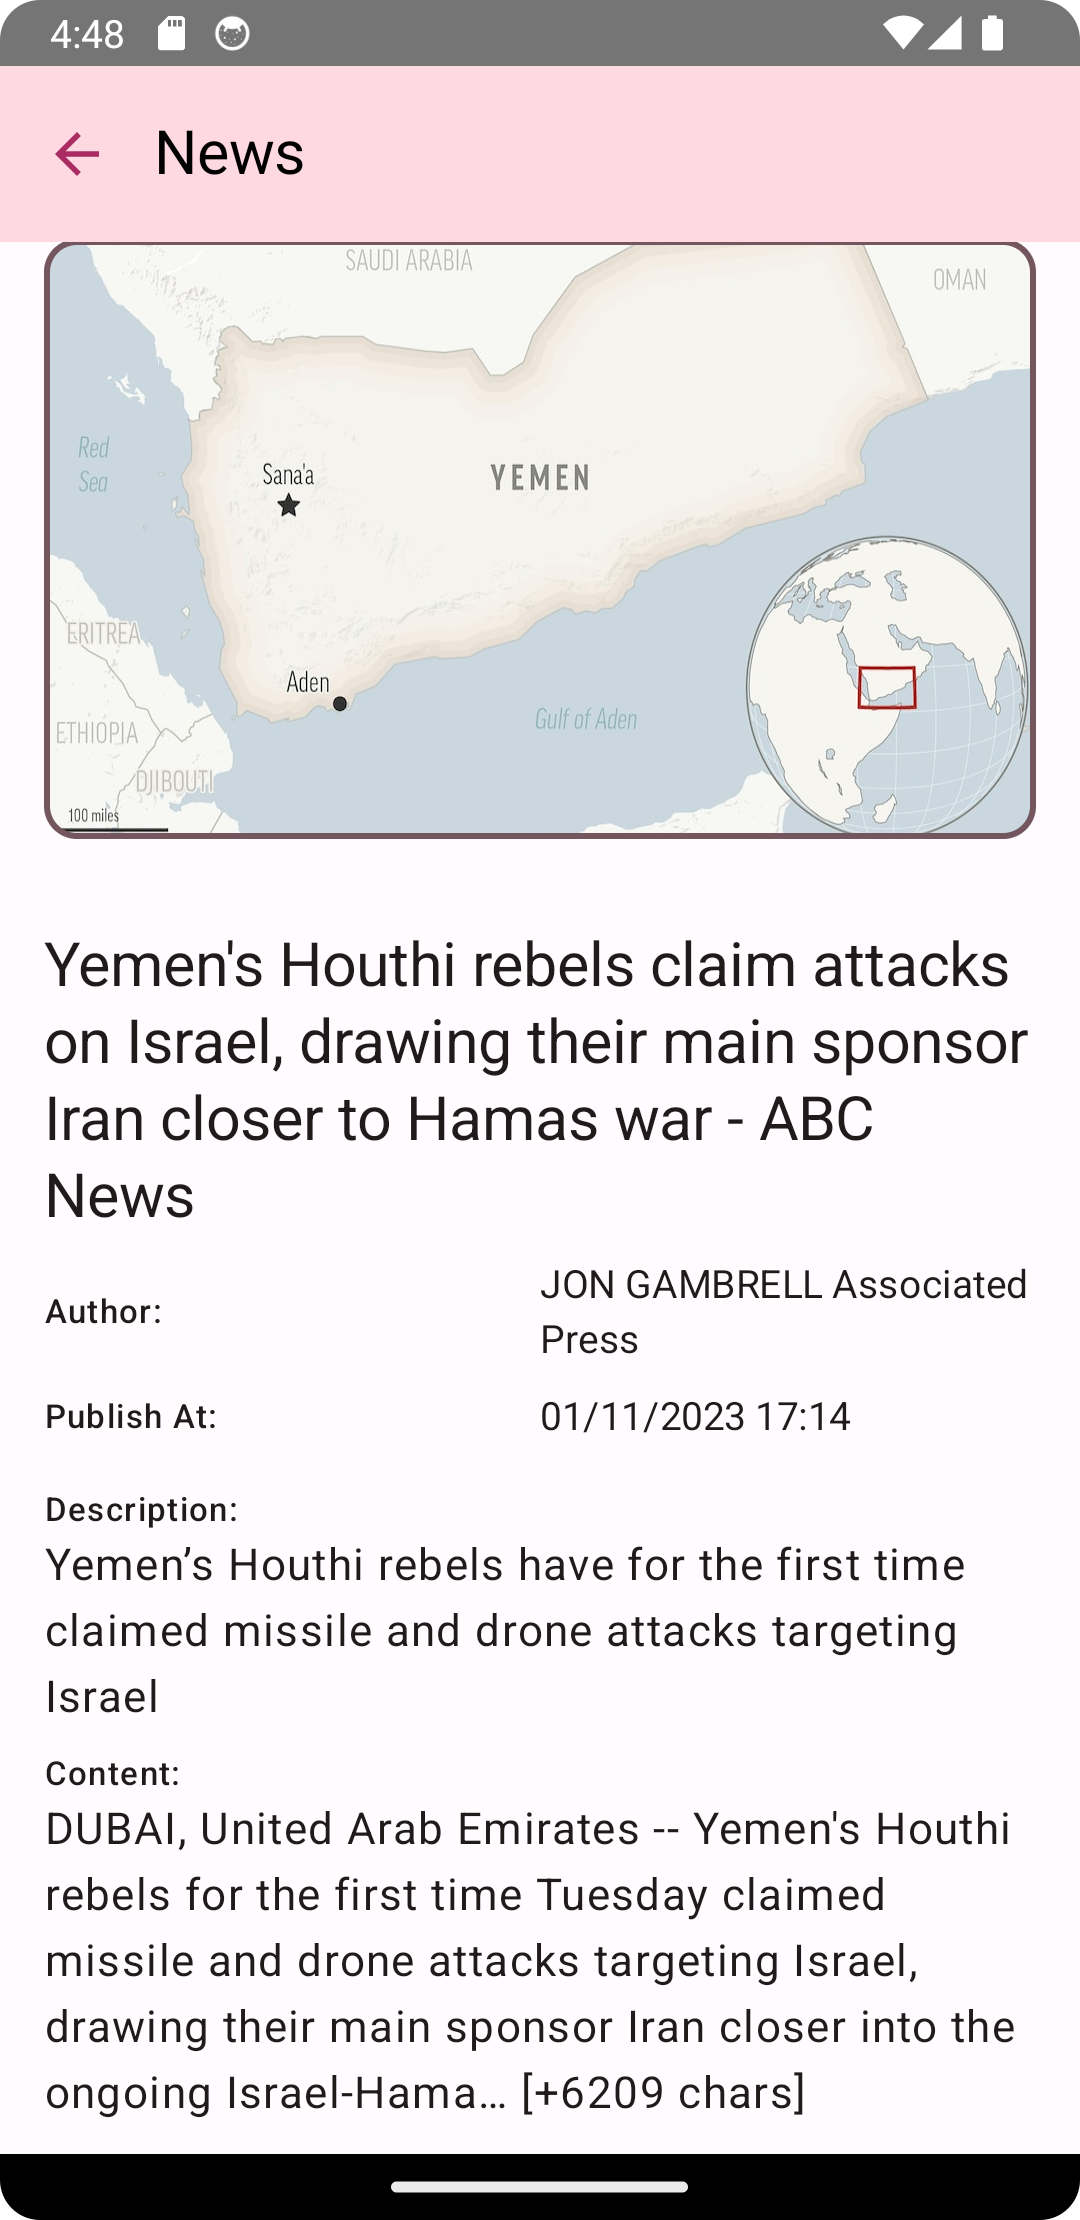 4:48
News
SAUDI ARABIA
OMAN
Red
Sea
Sana'a
YEMEN
ERITREA
Aden
Gulf of Aden
ETHIOPIA
DJIBOUTI
100 miles
Yemen's Houthi rebels claim attacks
on Israel, drawing their main sponsor
Iran closer to Hamas war - ABC
News
Author:
JON GAMBRELL Associated
Press
Publish At:
01/11/2023 17:14
Description:
Yemen’s Houthi rebels have for the first time
claimed missile and drone attacks targeting
Israel
Content:
DUBAI, United Arab Emirates -- Yemen's Houthi
rebels for the first time Tuesday claimed
missile and drone attacks targeting Israel,
drawing their main sponsor Iran closer into the
ongoing Israel-Hama… [+6209 chars]